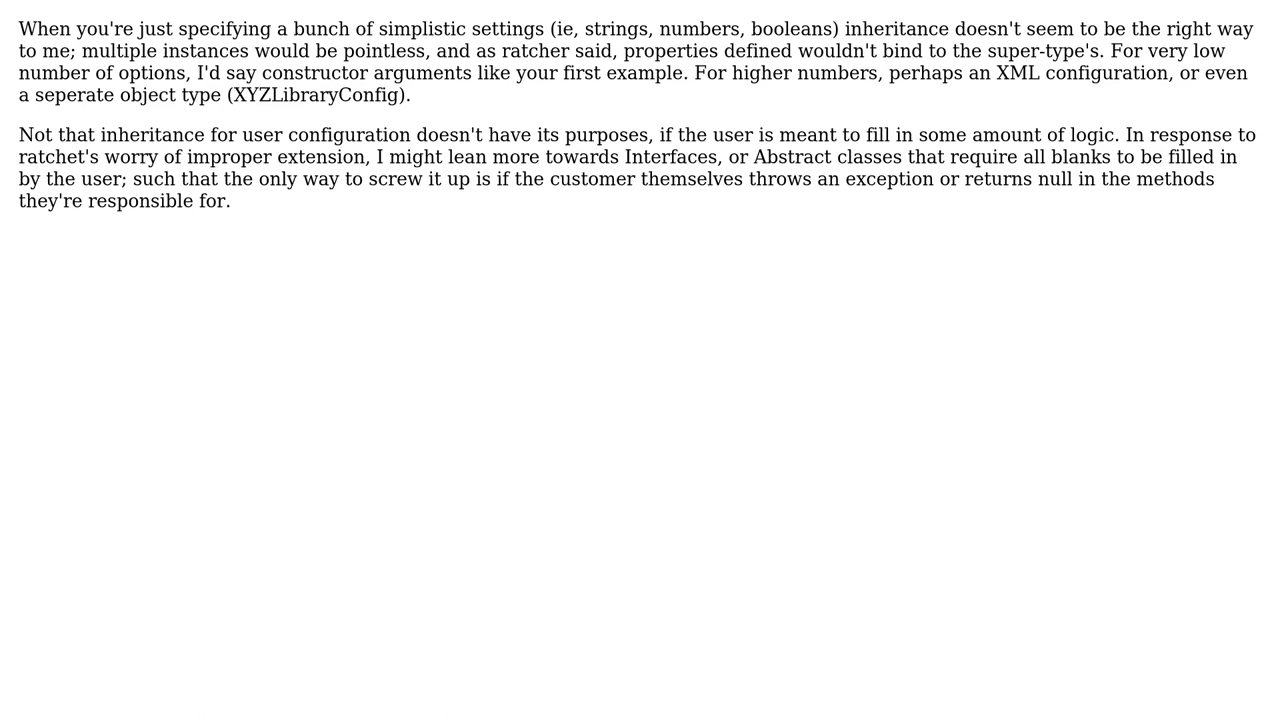 When you're just specifying a bunch of simplistic settings (ie, strings, numbers, booleans) inheritance doesn't seem to be the right way
to me; multiple instances would be pointless, and as ratcher said, properties defined wouldn't bind to the super-type's. For very low
number of options, I'd say constructor arguments like your first example. For higher numbers, perhaps an XML configuration, or even
a seperate object type (XYZLibraryConfig).
Not that inheritance for user configuration doesn't have its purposes, if the user is meant to fill in some amount of logic. In response to
ratchet's worry of improper extension, I might lean more towards Interfaces, or Abstract classes that require all blanks to be filled in
by the user; such that the only way to screw it up is if the customer themselves throws an exception or returns null in the methods
they're responsible for.